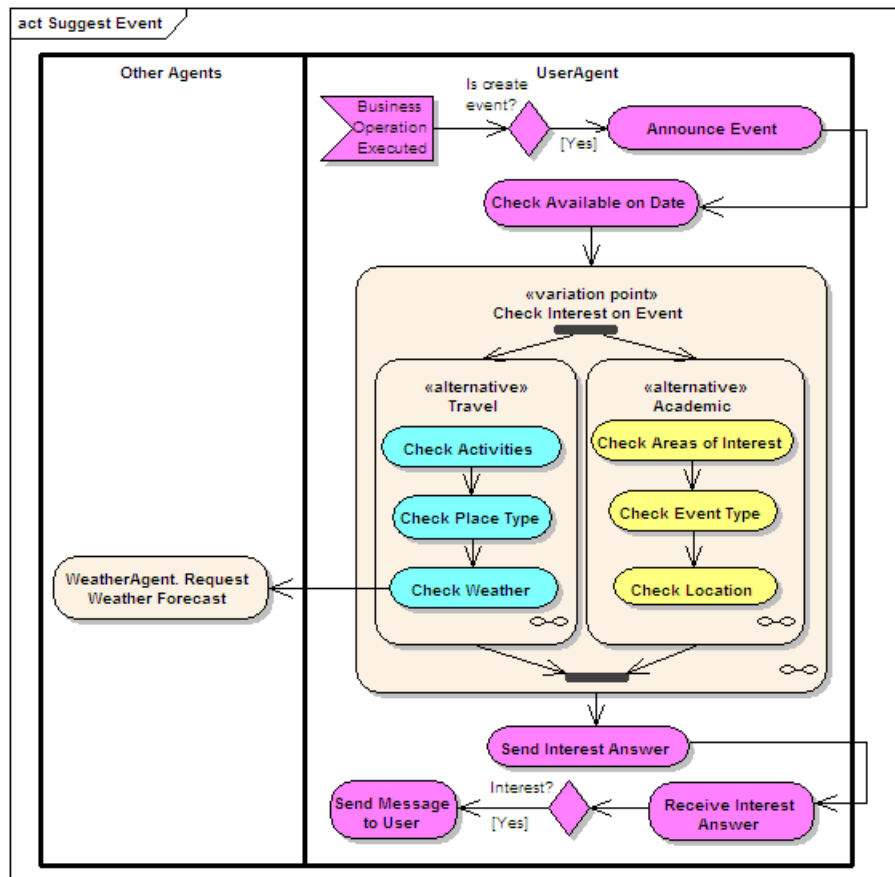 act Suggest Event
Other Agents
UserAgent
Business
Operation
Executed
Is create
event?
[Yes]
Announce Event
Check Available on Date
«variation point»
Check Interest on Event
«alternative»
Travel
Check Activities
Check Place Type
Check Weather
«alternative»
Academic
Check Areas of Interest
Check Event Type
Check Location
WeatherAgent. Request
Weather Forecast
Send Interest Answer
Receive Interest
Answer
Interest?
[Yes]
Send Message
to User